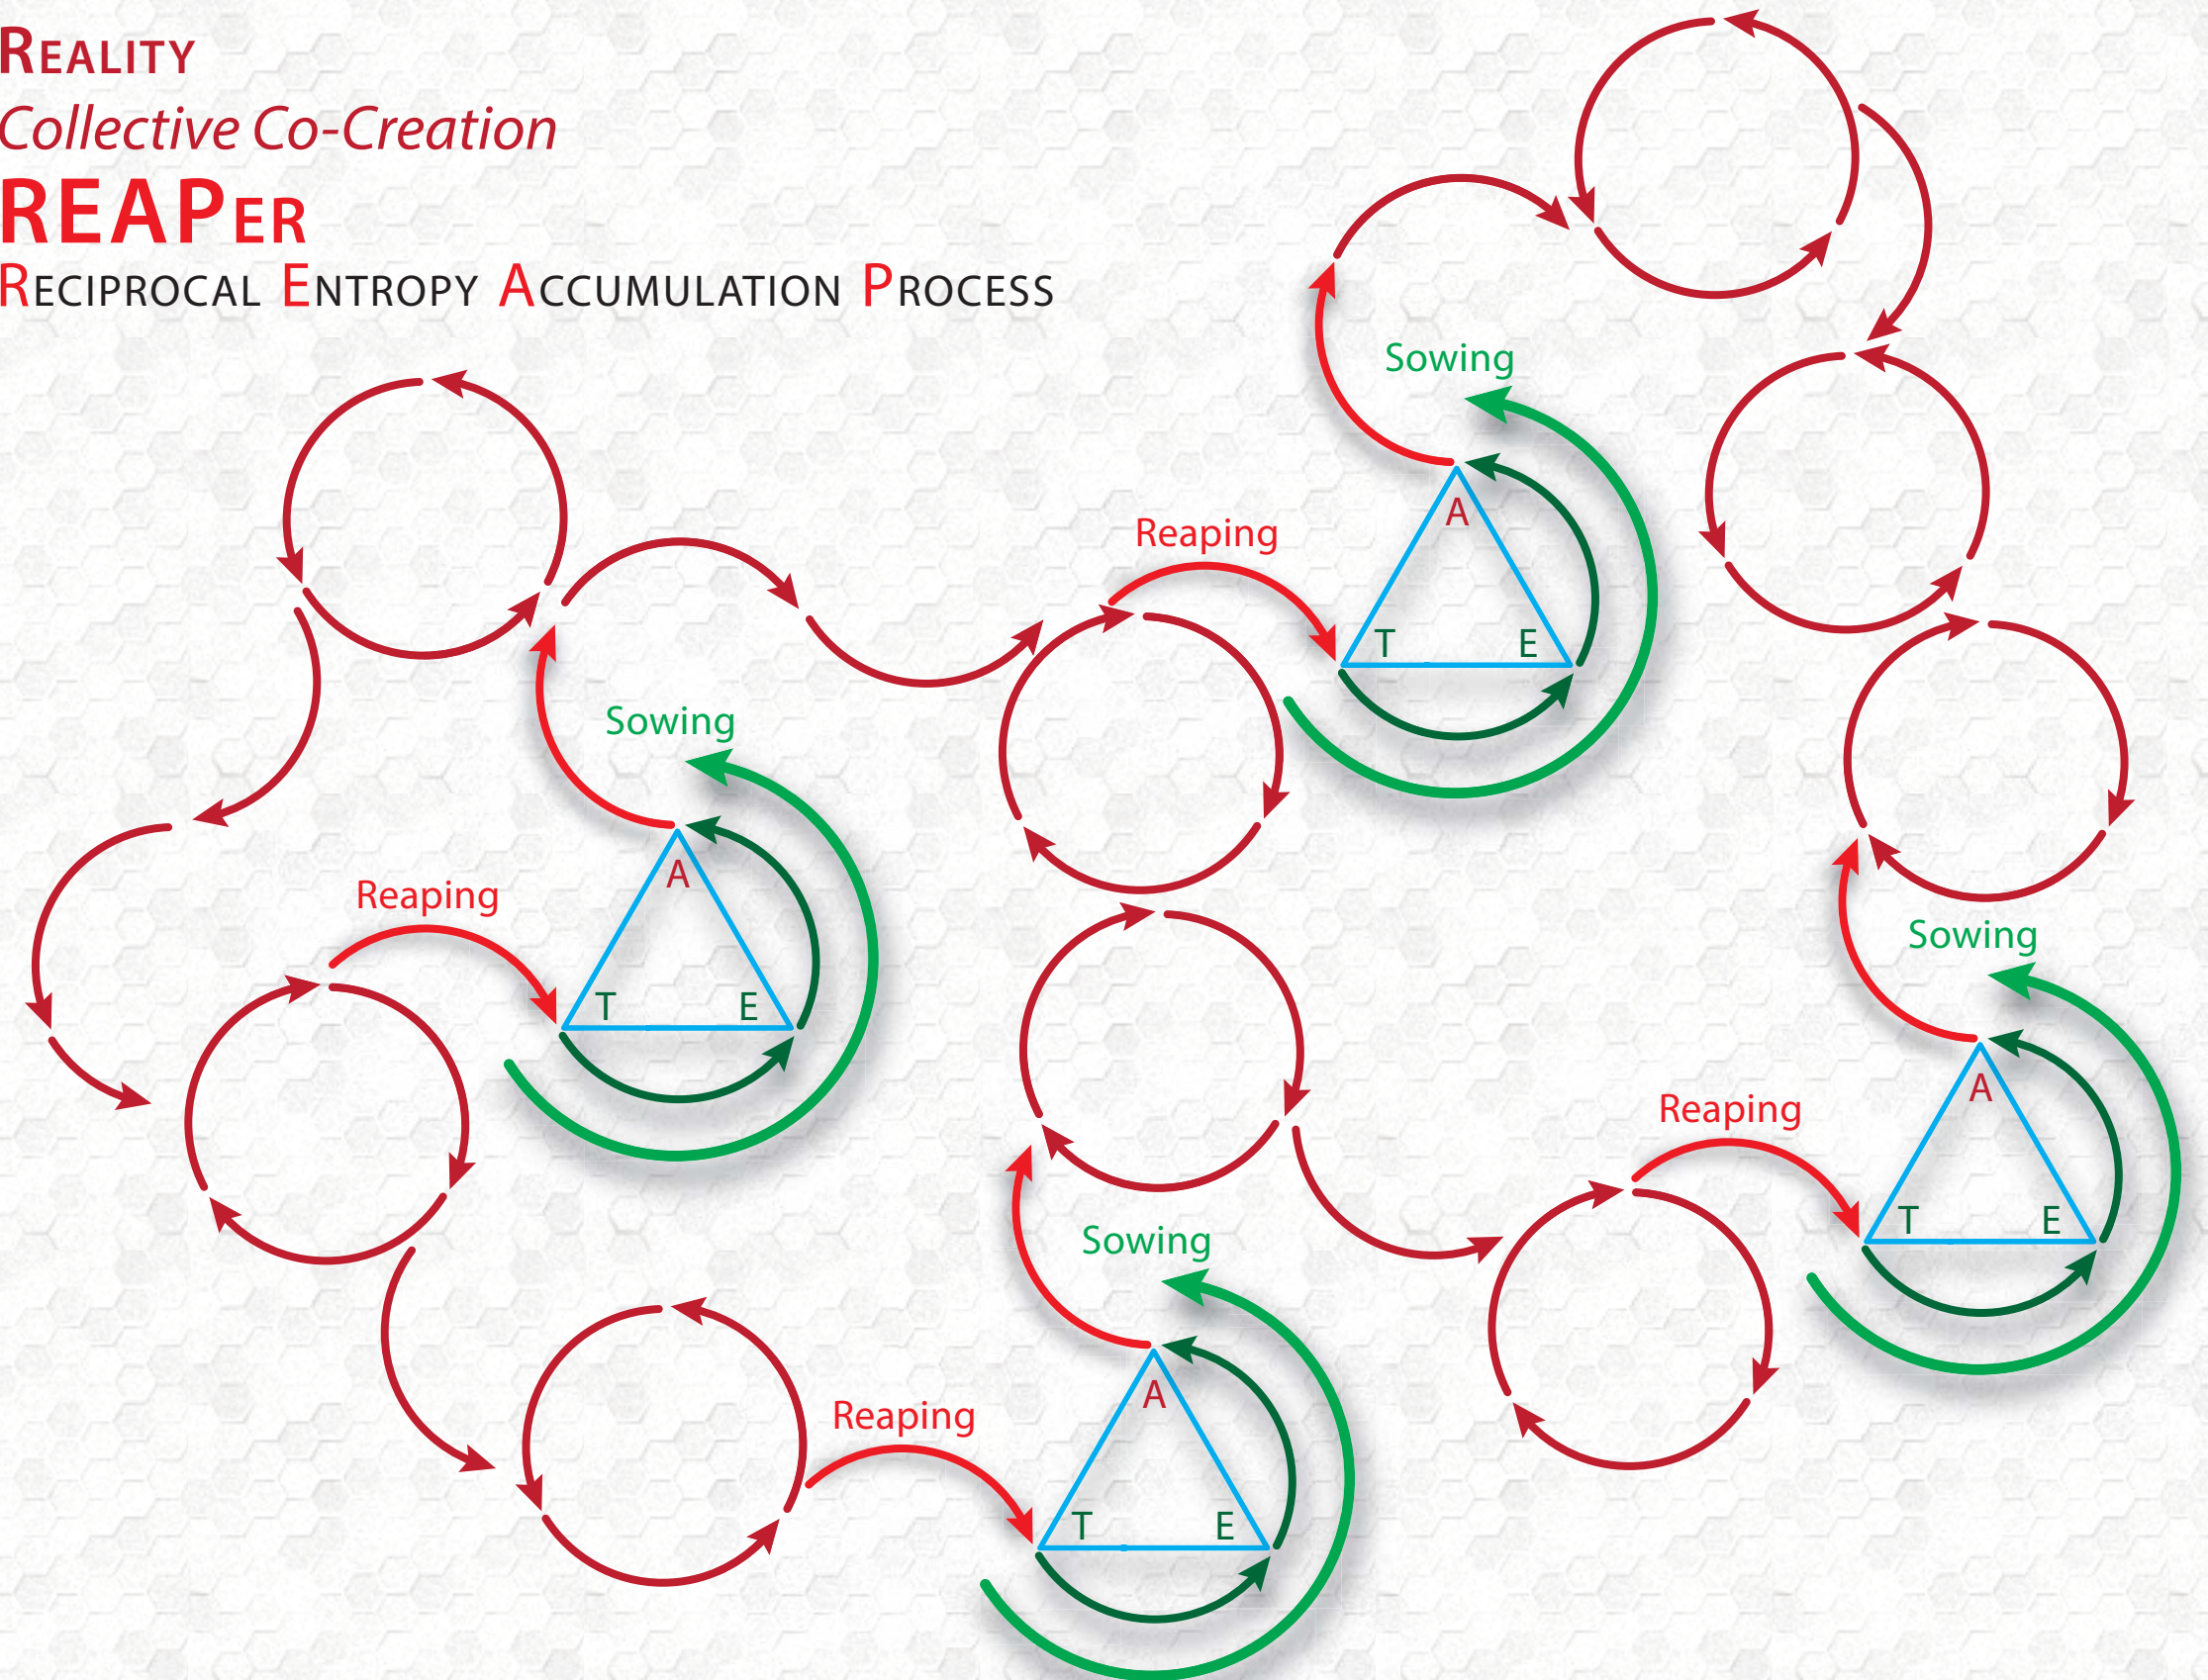 REALITY
Collective Co-Creation
REAPER
RECIPROCAL ENTROPY ACCUMULATION PROCESS
Sowing
Reaping
A
T E
Sowing
Reaping
A
T E
Sowing
Reaping
A
T E
Sowing
Reaping
A
T E